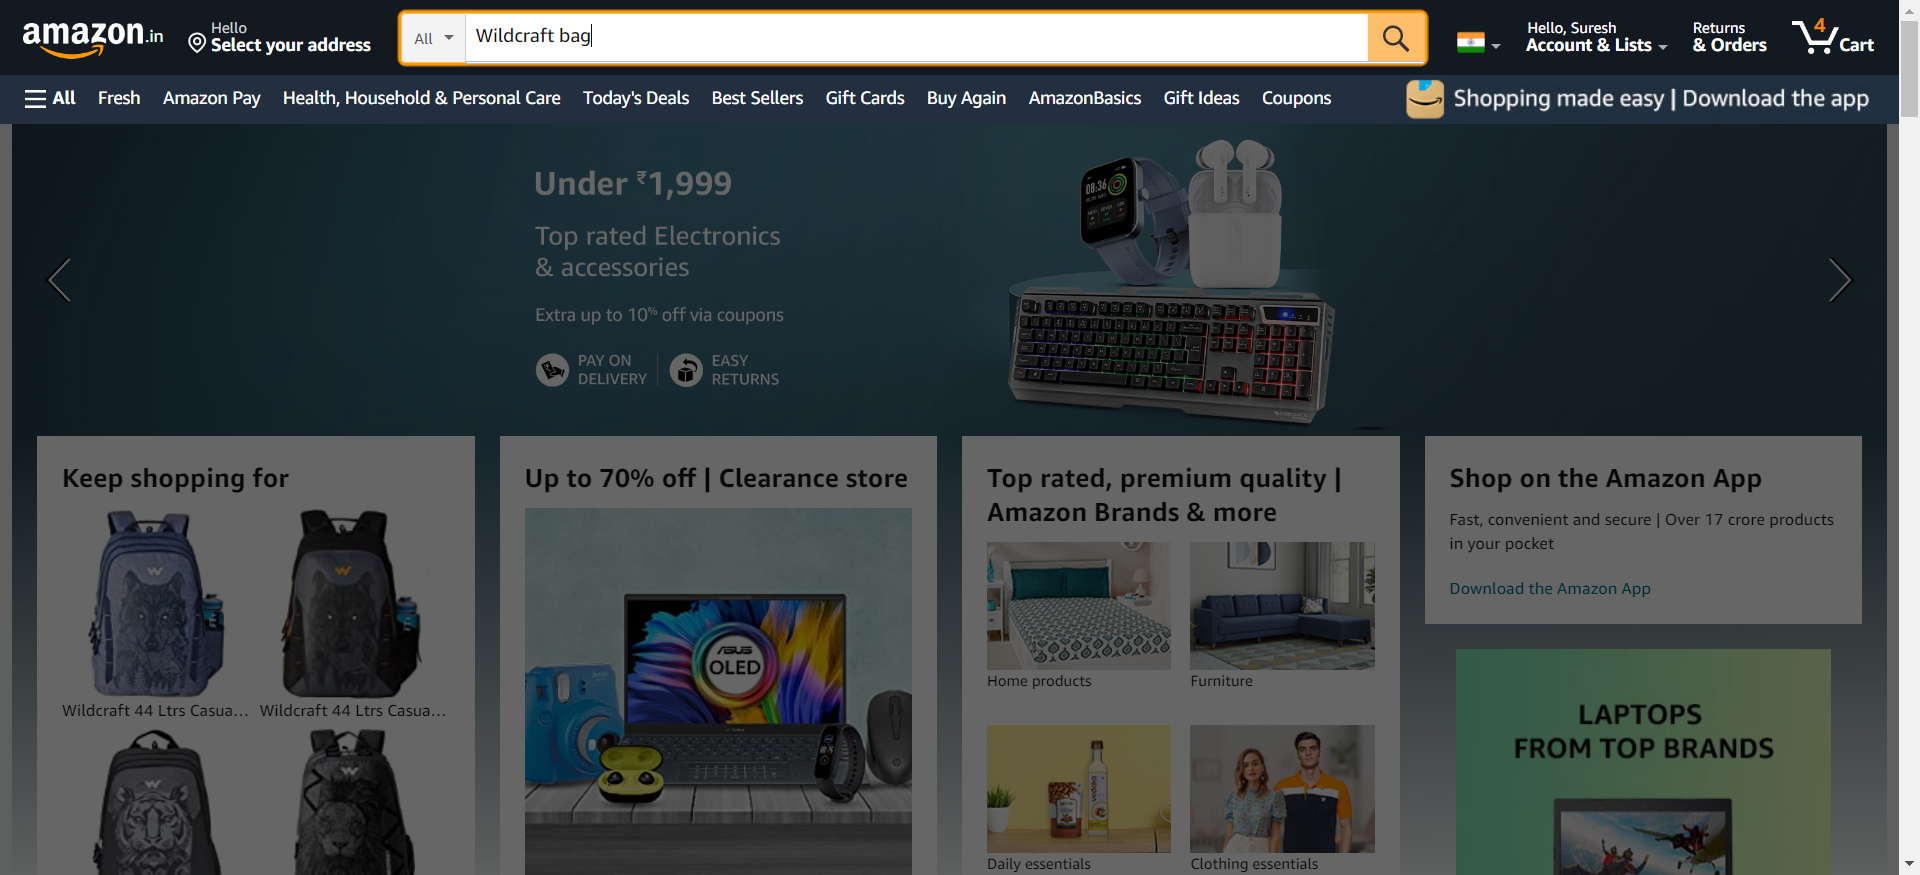 amazon.in
Hello
Select your address
All
Wildcraft bag
Hello, Suresh
Account & Lists
Returns
& Orders
4
Cart
All
Fresh
Amazon Pay
Health, Household & Personal Care
Today's Deals
Best Sellers
Gift Cards
Buy Again
AmazonBasics
Gift Ideas
Coupons
Shopping made easy | Download the app
Under ₹1,999
Top rated Electronics
& accessories
Extra up to 10% off via coupons
PAY ON
DELIVERY
EASY
RETURNS
08:36
Keep shopping for
Wildcraft 44 Ltrs Casua...
Wildcraft 44 Ltrs Casua...
Up to 70% off | Clearance store
ASUS
OLED
Top rated, premium quality |
Amazon Brands & more
Home products
Furniture
Daily essentials
Clothing essentials
Shop on the Amazon App
Fast, convenient and secure | Over 17 crore products
in your pocket
Download the Amazon App
LAPTOPS
FROM TOP BRANDS